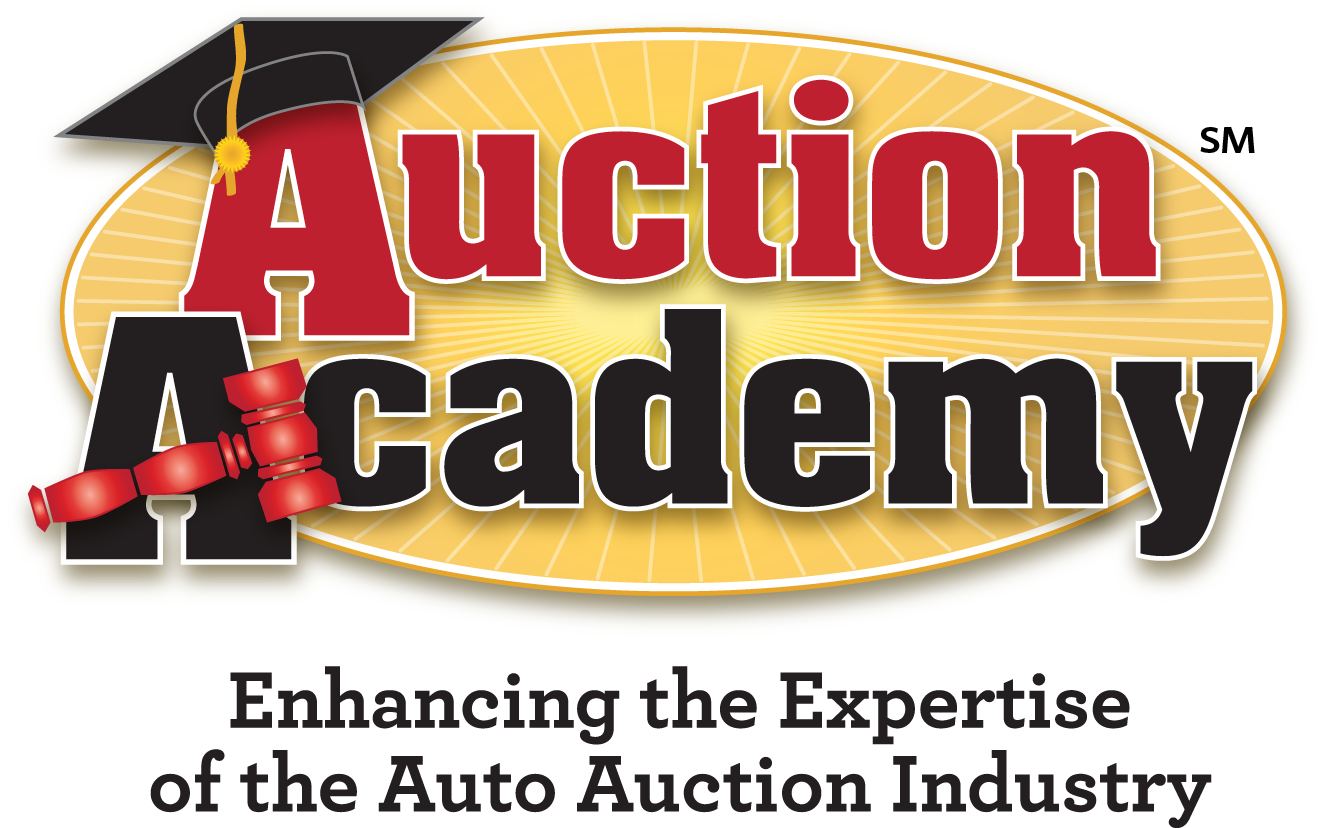 Auction
SM
Academy
Enhancing the Expertise
of the Auto Auction Industry